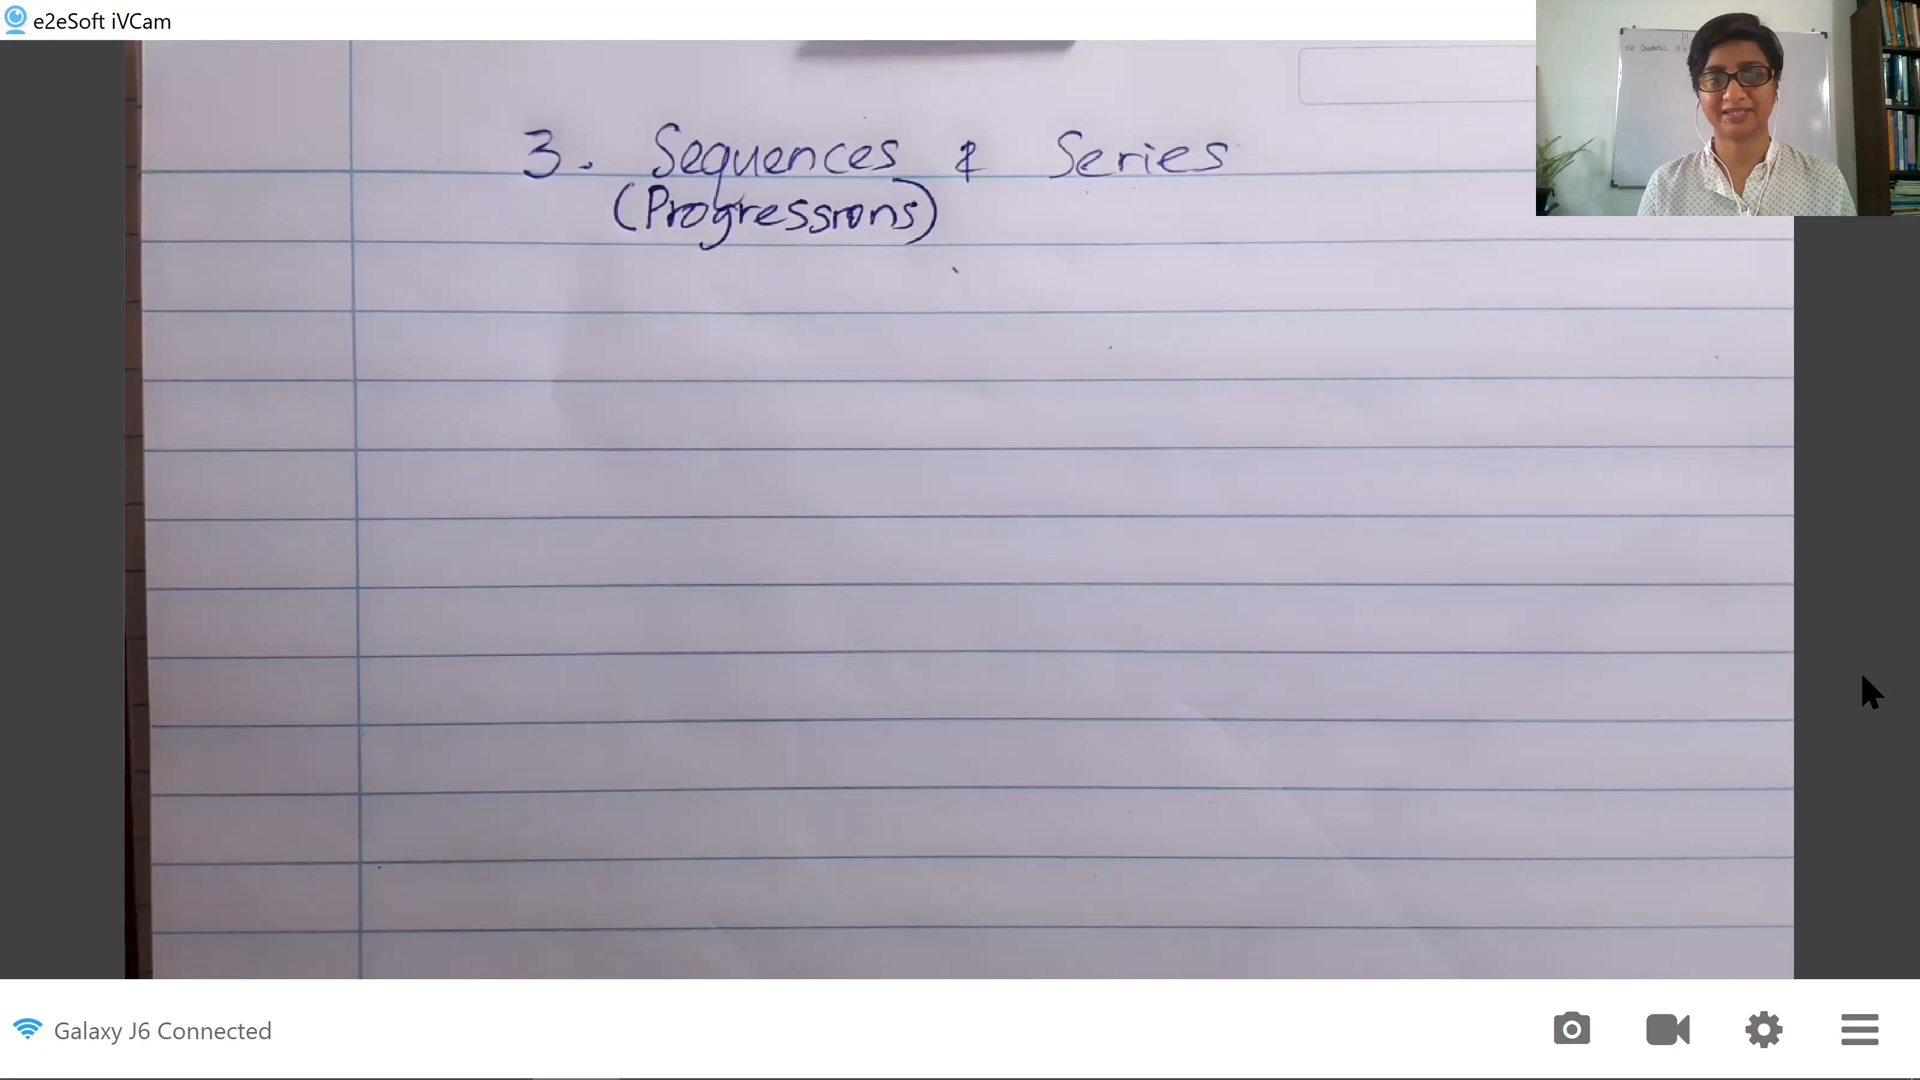 e2eSoft iVCam
3. Sequences & Series
(Progressions)
Galaxy J6 Connected